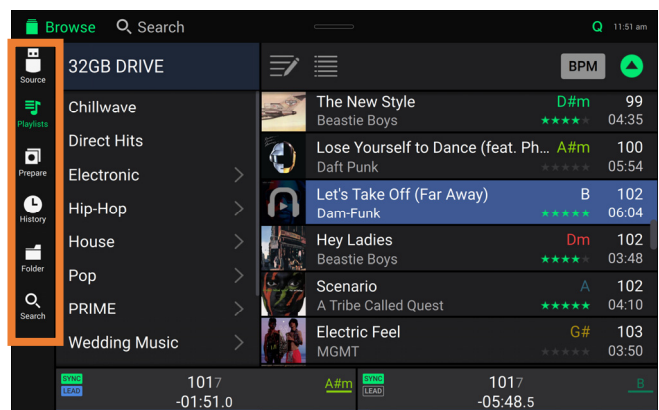 Browse Search Q 11:51 am
Source
Playlists
Prepare
History
Folder
Search
32GB DRIVE
Chillwave
Direct Hits
Electronic
Hip-Hop
House
Pop
PRIME
Wedding Music
BPM
The New Style D#m 99
Beastie Boys 04:35
Lose Yourself to Dance (feat. Ph... A#m 100
Daft Punk 05:54
Let's Take Off (Far Away) B 102
Dam-Funk 06:04
Hey Ladies Dm 102
Beastie Boys 03:48
Scenario A 102
A Tribe Called Quest 04:10
Electric Feel G# 103
MGMT 03:50
SYNC
LEAD
101.7
-01:51.0
A#m
SYNC
LEAD
101.7
-05:48.5
B